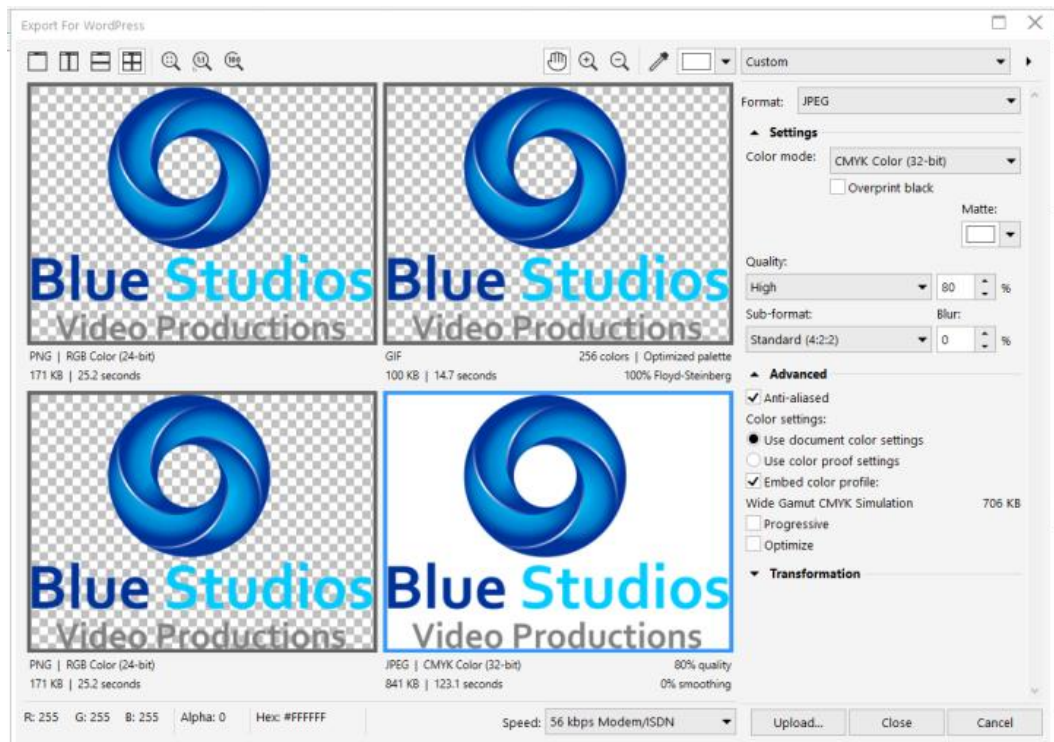 Export For WordPress
1:1
100
Custom
Format: JPEG
Settings
Color mode: CMYK Color (32-bit)
Overprint black
Matte:
Quality:
High 80 %
Sub-format: Blur:
Standard (4:2:2) 0 %
Advanced
Anti-aliased
Color settings:
Use document color settings
Use color proof settings
Embed color profile:
Wide Gamut CMYK Simulation 706 KB
Progressive
Optimize
Transformation
Blue Studios
Video Productions
PNG | RGB Color (24-bit)
171 KB | 25.2 seconds
Blue Studios
Video Productions
GIF 256 colors | Optimized palette
100 KB | 14.7 seconds 100% Floyd-Steinberg
Blue Studios
Video Productions
PNG | RGB Color (24-bit)
171 KB | 25.2 seconds
Blue Studios
Video Productions
JPEG | CMYK Color (32-bit) 80% quality
841 KB | 123.1 seconds 0% smoothing
R: 255 G: 255 B: 255 Alpha: 0 Hex: #FFFFFF
Speed: 56 kbps Modem/ISDN
Upload... Close Cancel